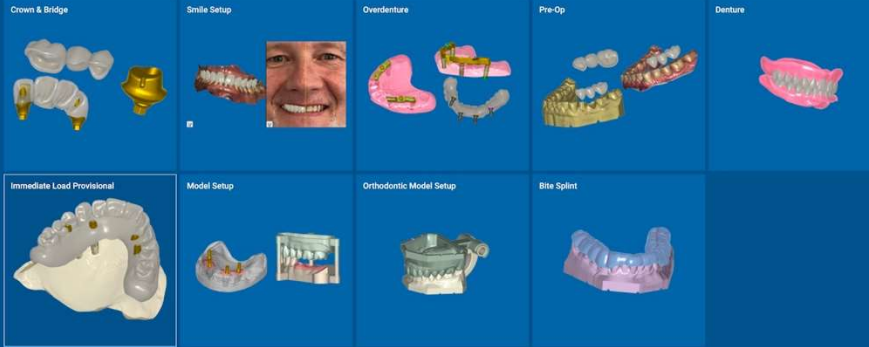 Crown & Bridge
Smile Setup
Overdenture
Pre-Op
Denture
Immediate Load Provisional
Model Setup
Orthodontic Model Setup
Bite Splint